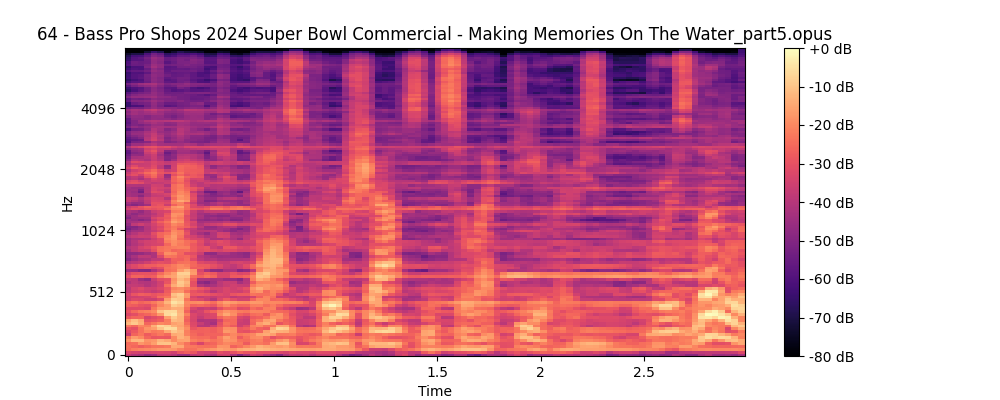 64 - Bass Pro Shops 2024 Super Bowl Commercial - Making Memories On The Water_part5.opus
+0 dB
-10 dB
-20 dB
-30 dB
-40 dB
-50 dB
-60 dB
-70 dB
-80 dB
Hz
4096
2048
1024
512
0
0 0.5 1 1.5 2 2.5
Time